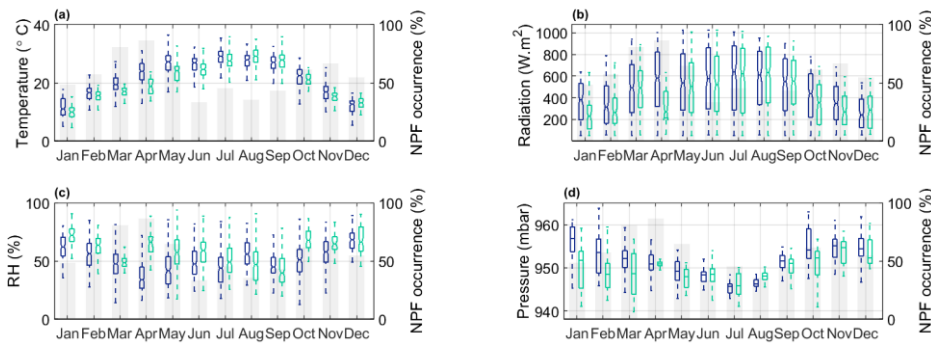 (a)
Temperature (° C)
40
20
0
100
50
0
NPF occurrence (%)
Jan Feb Mar Apr May Jun Jul Aug Sep Oct Nov Dec
(b)
Radiation (W.m²)
1000
800
600
400
200
100
50
0
NPF occurrence (%)
Jan Feb Mar Apr May Jun Jul Aug Sep Oct Nov Dec
(c)
RH (%)
100
50
0
100
50
0
NPF occurrence (%)
Jan Feb Mar Apr May Jun Jul Aug Sep Oct Nov Dec
(d)
Pressure (mbar)
960
950
940
100
50
0
NPF occurrence (%)
Jan Feb Mar Apr May Jun Jul Aug Sep Oct Nov Dec